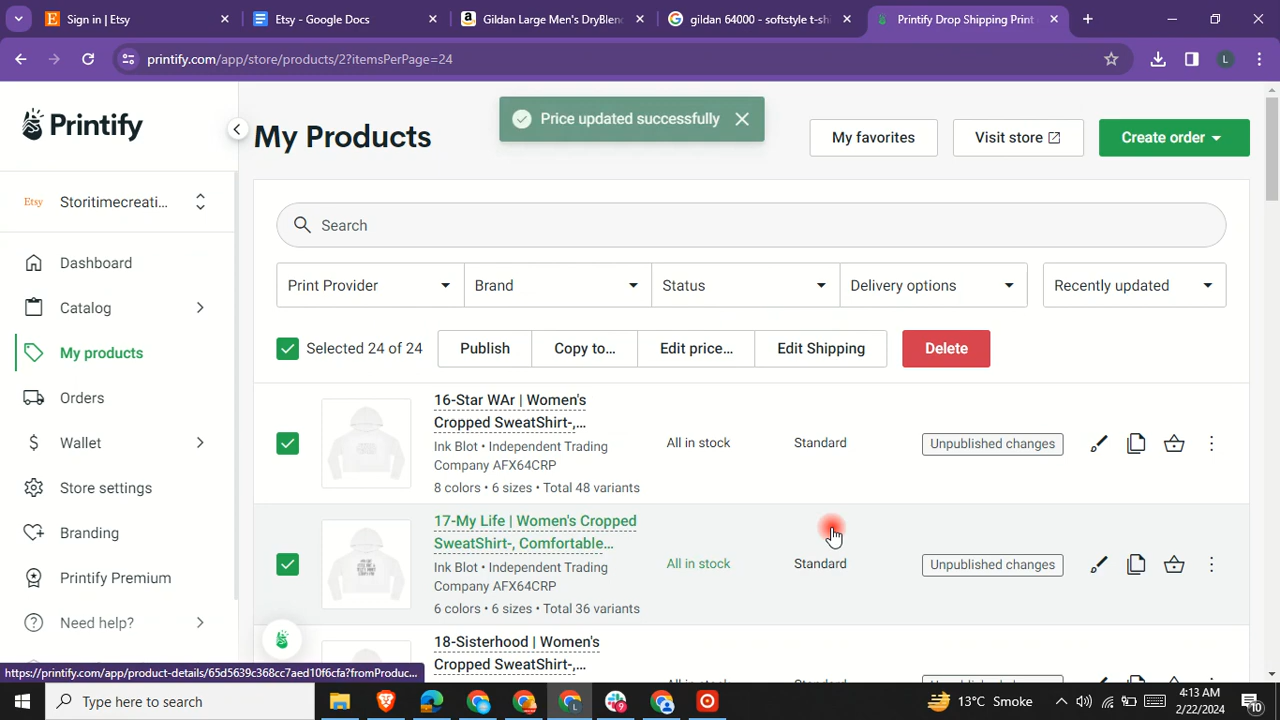 Sign in | Etsy
Etsy - Google Docs
Gildan Large Men's DryBlen
gildan 64000 - softstyle t-sh
Printify Drop Shipping Print
printify.com/app/store/products/2?itemsPerPage=24
L
Printify
My Products
Price updated successfully
My favorites
Visit store
Create order
Etsy
Storitimecreati...
Search
Dashboard
Catalog
My products
Orders
Wallet
Store settings
Branding
Printify Premium
Need help?
Print Provider
Brand
Status
Delivery options
Recently updated
Selected 24 of 24
Publish
Copy to...
Edit price...
Edit Shipping
Delete
16-Star WAr | Women's
Cropped SweatShirt-,...
Ink Blot • Independent Trading
Company AFX64CRP
8 colors • 6 sizes • Total 48 variants
All in stock
Standard
Unpublished changes
17-My Life | Women's Cropped
SweatShirt-, Comfortable...
Ink Blot • Independent Trading
Company AFX64CRP
6 colors • 6 sizes • Total 36 variants
All in stock
Standard
Unpublished changes
18-Sisterhood | Women's
Cropped SweatShirt-,...
https://printify.com/app/product-details/65d5639c368cc7aed10f6cfa?fromProduc...
Type here to search
13°C Smoke
4:13 AM
2/22/2024
10